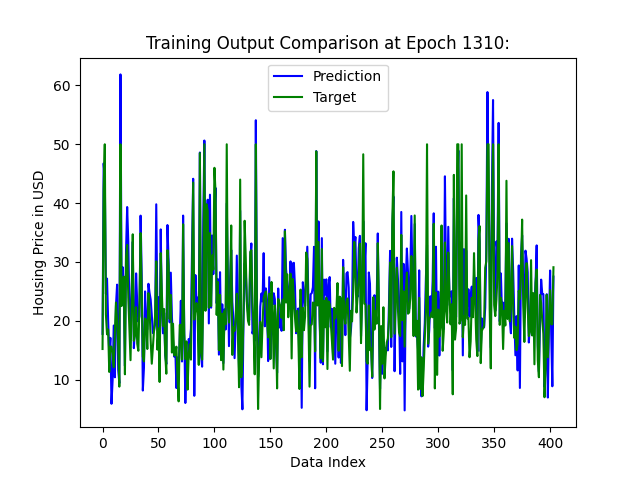 Training Output Comparison at Epoch 1310:
Prediction
Target
Housing Price in USD
60
50
40
30
20
10
0 50 100 150 200 250 300 350 400
Data Index